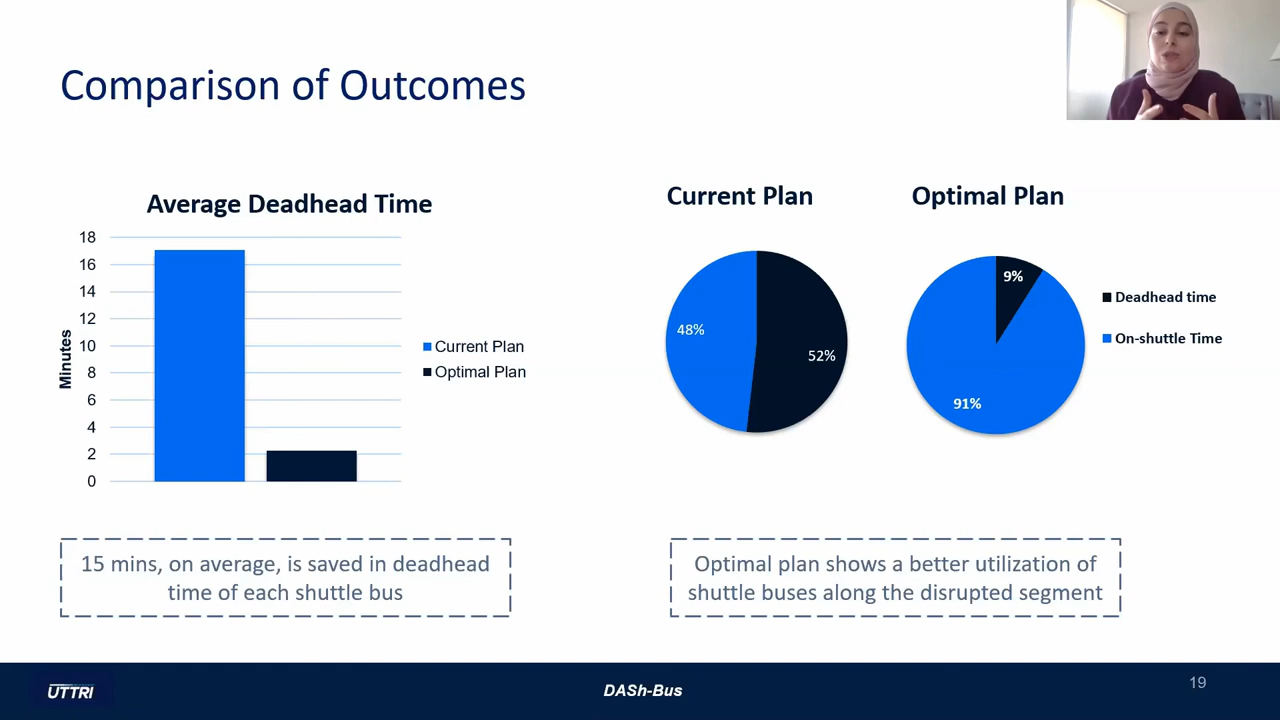 Comparison of Outcomes
Average Deadhead Time
18
16
14
12
10
8
6
4
2
0
Minutes
Current Plan
Optimal Plan
Current Plan
48%
52%
Optimal Plan
9%
91%
Deadhead time
On-shuttle Time
15 mins, on average, is saved in deadhead
time of each shuttle bus
Optimal plan shows a better utilization of
shuttle buses along the disrupted segment
UTTRI
DASh-Bus
19